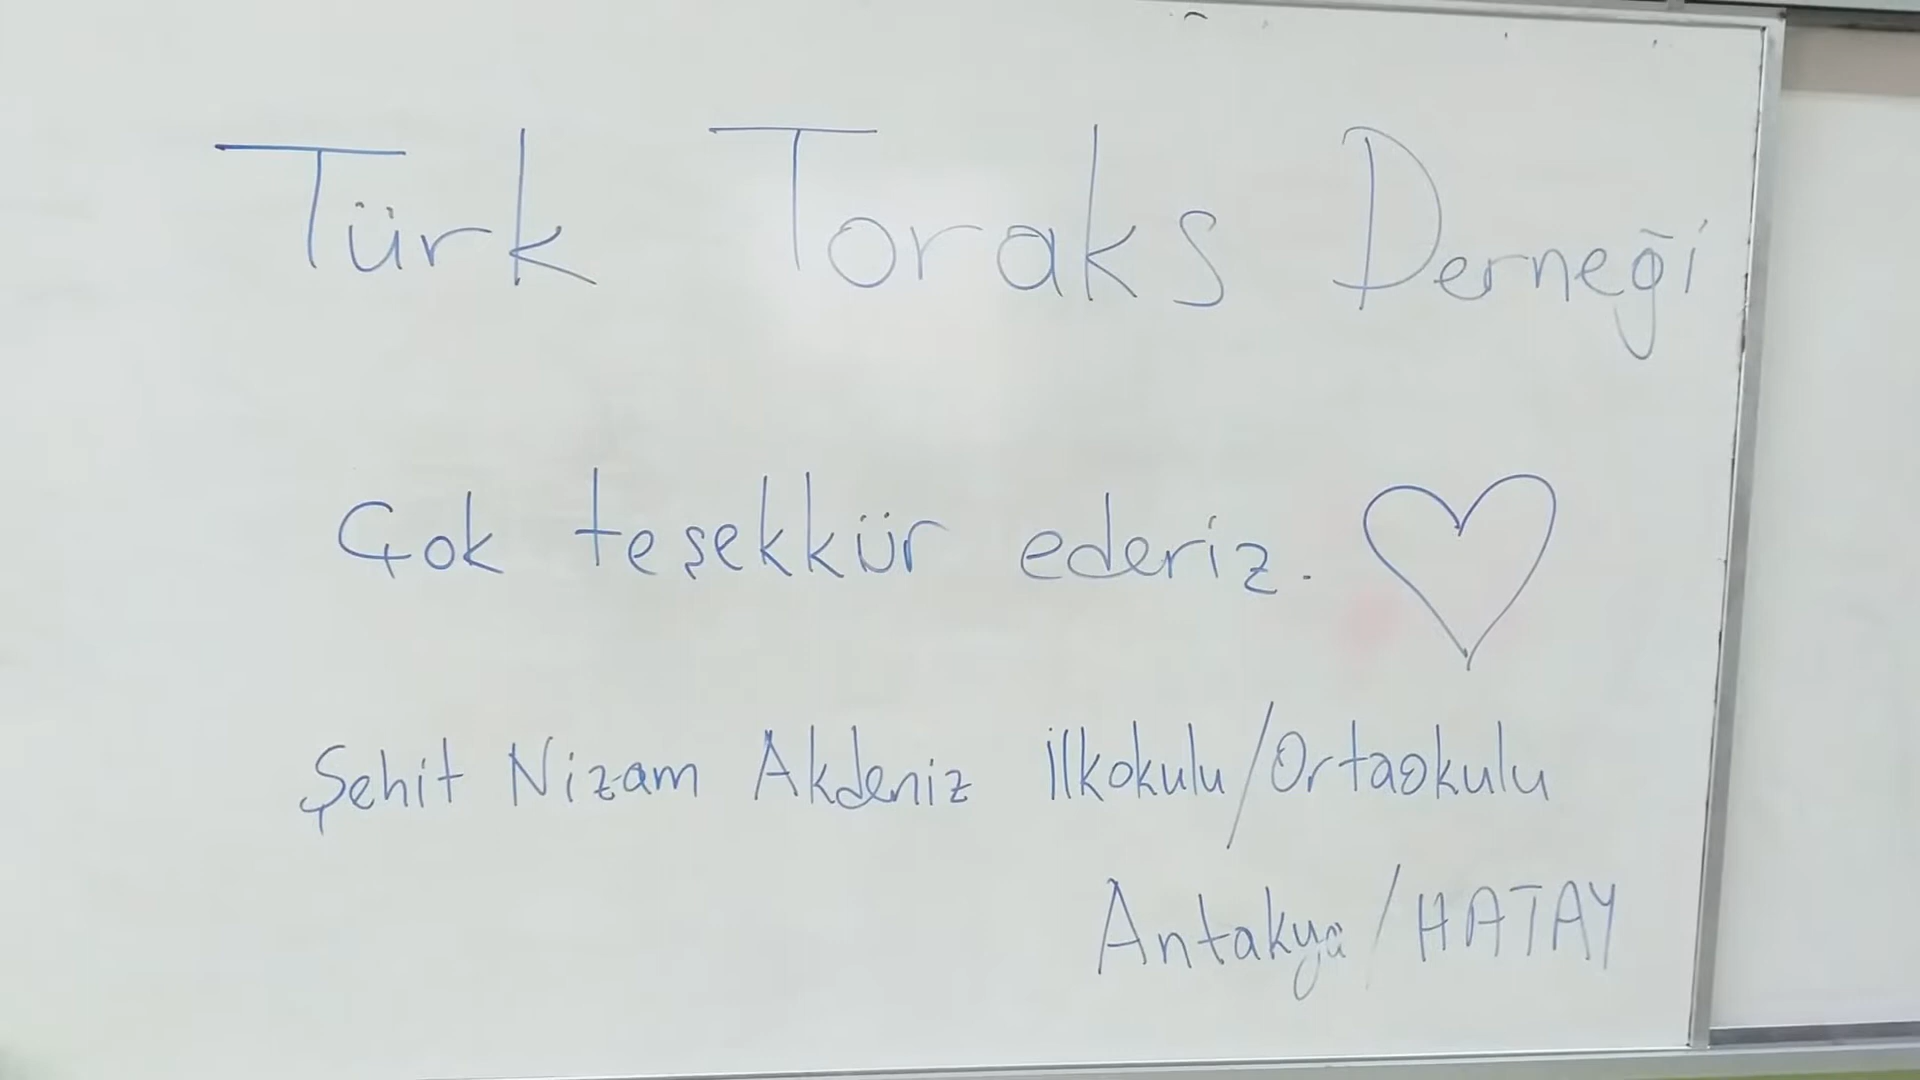 Türk Toraks Derneği
Çok teşekkür ederiz.
Şehit Nizam Akdeniz İlkokulu/Ortaokulu
Antakya/HATAY